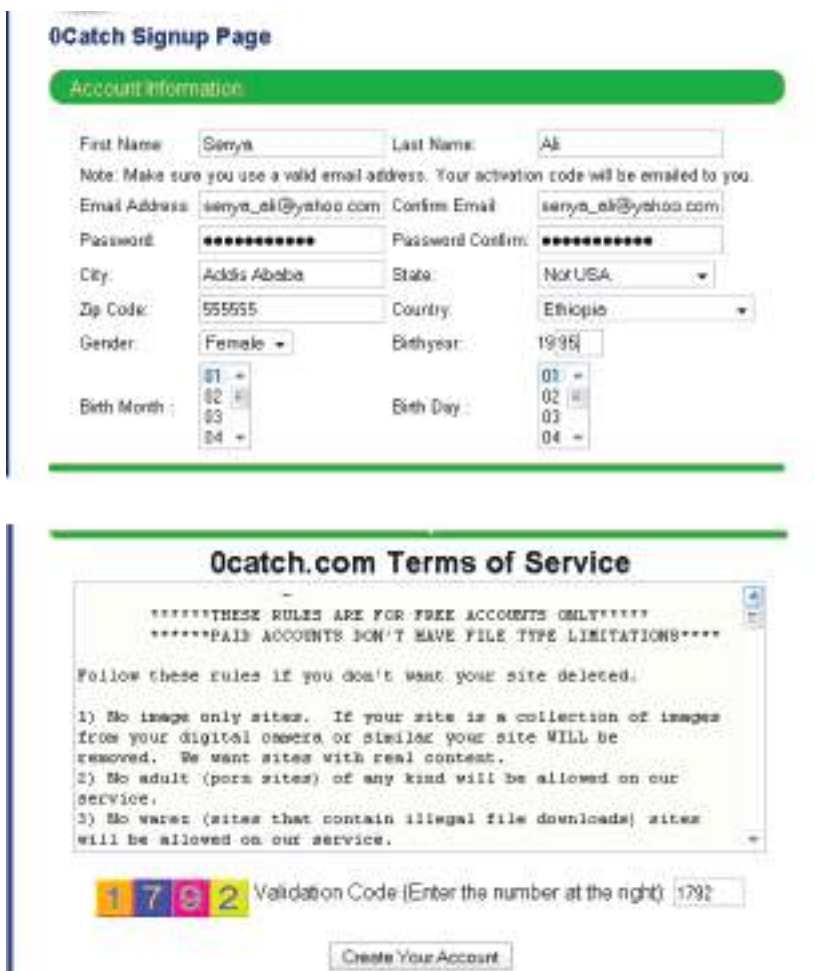 0Catch Signup Page
Account Information
First Name: Senya Last Name: Ali
Note: Make sure you use a valid email address. Your activation code will be emailed to you.
Email Address: senya_ali@yahoo.com Confirm Email senya_ali@yahoo.com
Password: ●●●●●●●●●●● Password Confirm: ●●●●●●●●●●●
City: Addis Ababa State: Not USA
Zip Code: 555555 Country: Ethiopia
Gender: Female Birthyear: 1995
01 01
02 02
Birth Month : Birth Day :
03 03
04 04
0catch.com Terms of Service
******THESE RULES ARE FOR FREE ACCOUNTS ONLY*****
******PAID ACCOUNTS DON'T HAVE FILE TYPE LIMITATIONS****
Follow these rules if you don't want your site deleted.
1) No image only sites. If your site is a collection of images
from your digital camera or similar your site WILL be
removed. We want sites with real content.
2) No adult (porn sites) of any kind will be allowed on our
service.
3) No warez (sites that contain illegal file downloads) sites
will be allowed on our service.
1792 Validation Code (Enter the number at the right): 1792
Create Your Account